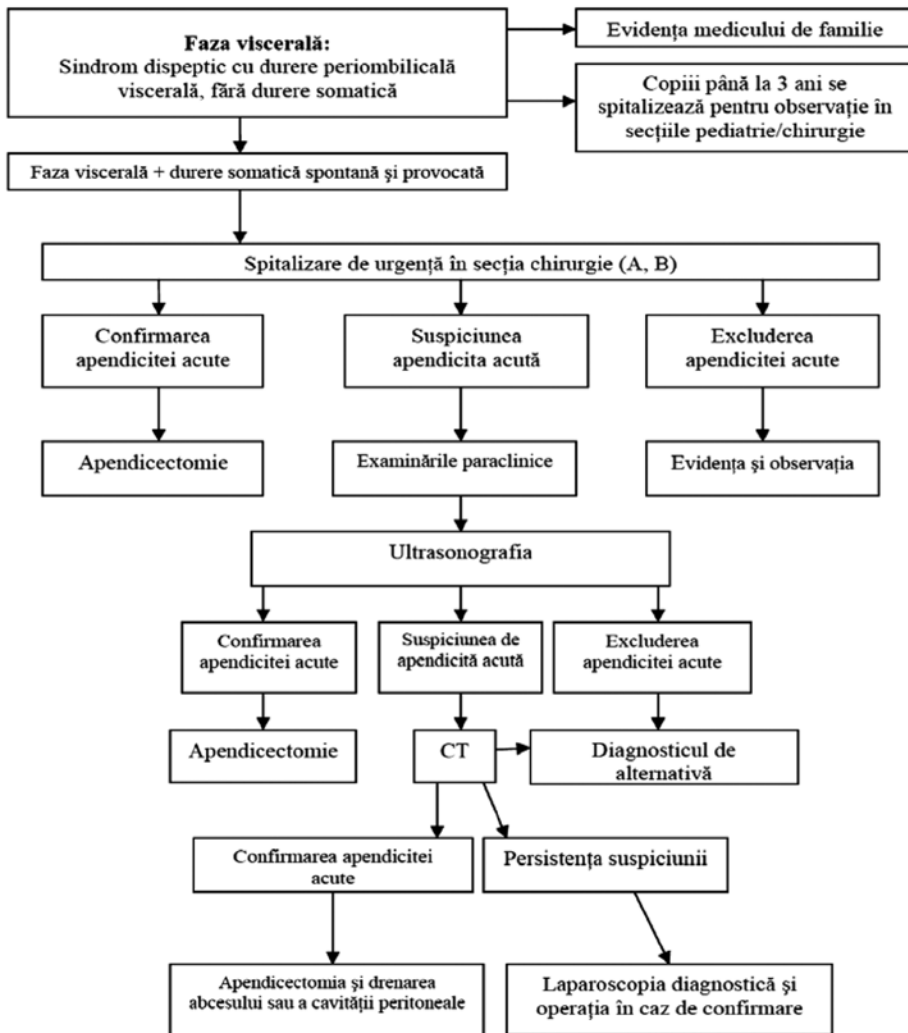 Faza viscerală:
Sindrom dispeptic cu durere periombilicală
viscerală, fără durere somatică
Evidența medicului de familie
Copiii până la 3 ani se
spitalizează pentru observație în
secțiile pediatrie/chirurgie
Faza viscerală + durere somatică spontană și provocată
Spitalizare de urgență în secția chirurgie (A, B)
Confirmarea
apendicitei acute
Suspiciunea
apendicita acută
Excluderea
apendicitei acute
Apendicectomie
Examinările paraclinice
Evidența și observația
Ultrasonografia
Confirmarea
apendicitei acute
Suspiciunea de
apendicită acută
Excluderea
apendicitei acute
Apendicectomie
CT
Diagnosticul de
alternativă
Confirmarea apendicitei
acute
Persistența suspiciunii
Apendicectomia și drenarea
abcesului sau a cavității peritoneale
Laparoscopia diagnostică și
operația în caz de confirmare